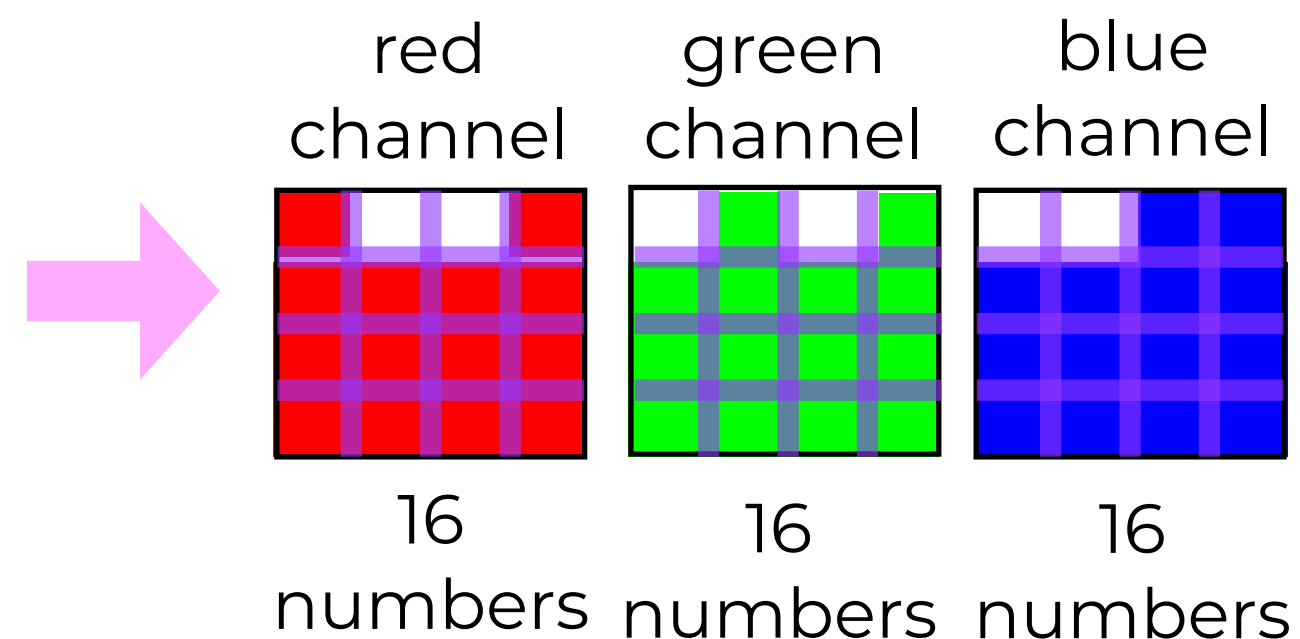 red
channel
green
channel
blue
channel
16
numbers
16
numbers
16
numbers